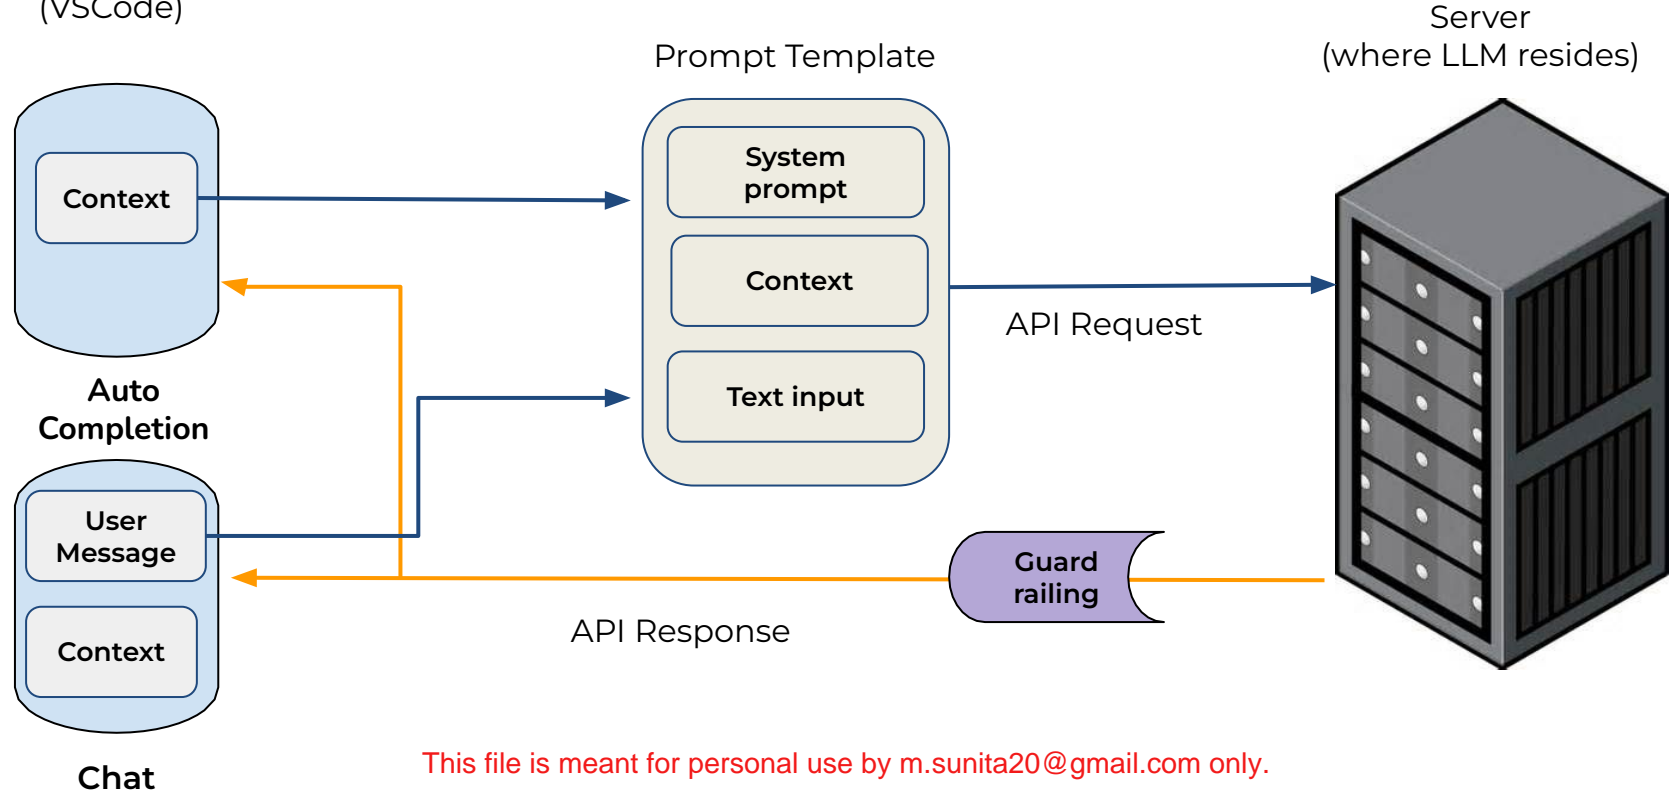 (VSCode)
Server
(where LLM resides)
Prompt Template
System
prompt
Context
Context
API Request
Text input
Auto
Completion
User
Message
Guard
railing
API Response
Context
This file is meant for personal use by m.sunita20@gmail.com only.
Chat